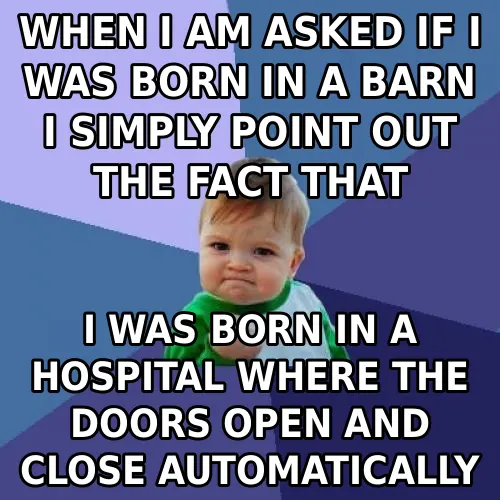 WHEN I AM ASKED IF I
WAS BORN IN A BARN
I SIMPLY POINT OUT
THE FACT THAT
I WAS BORN IN A
HOSPITAL WHERE THE
DOORS OPEN AND
CLOSE AUTOMATICALLY